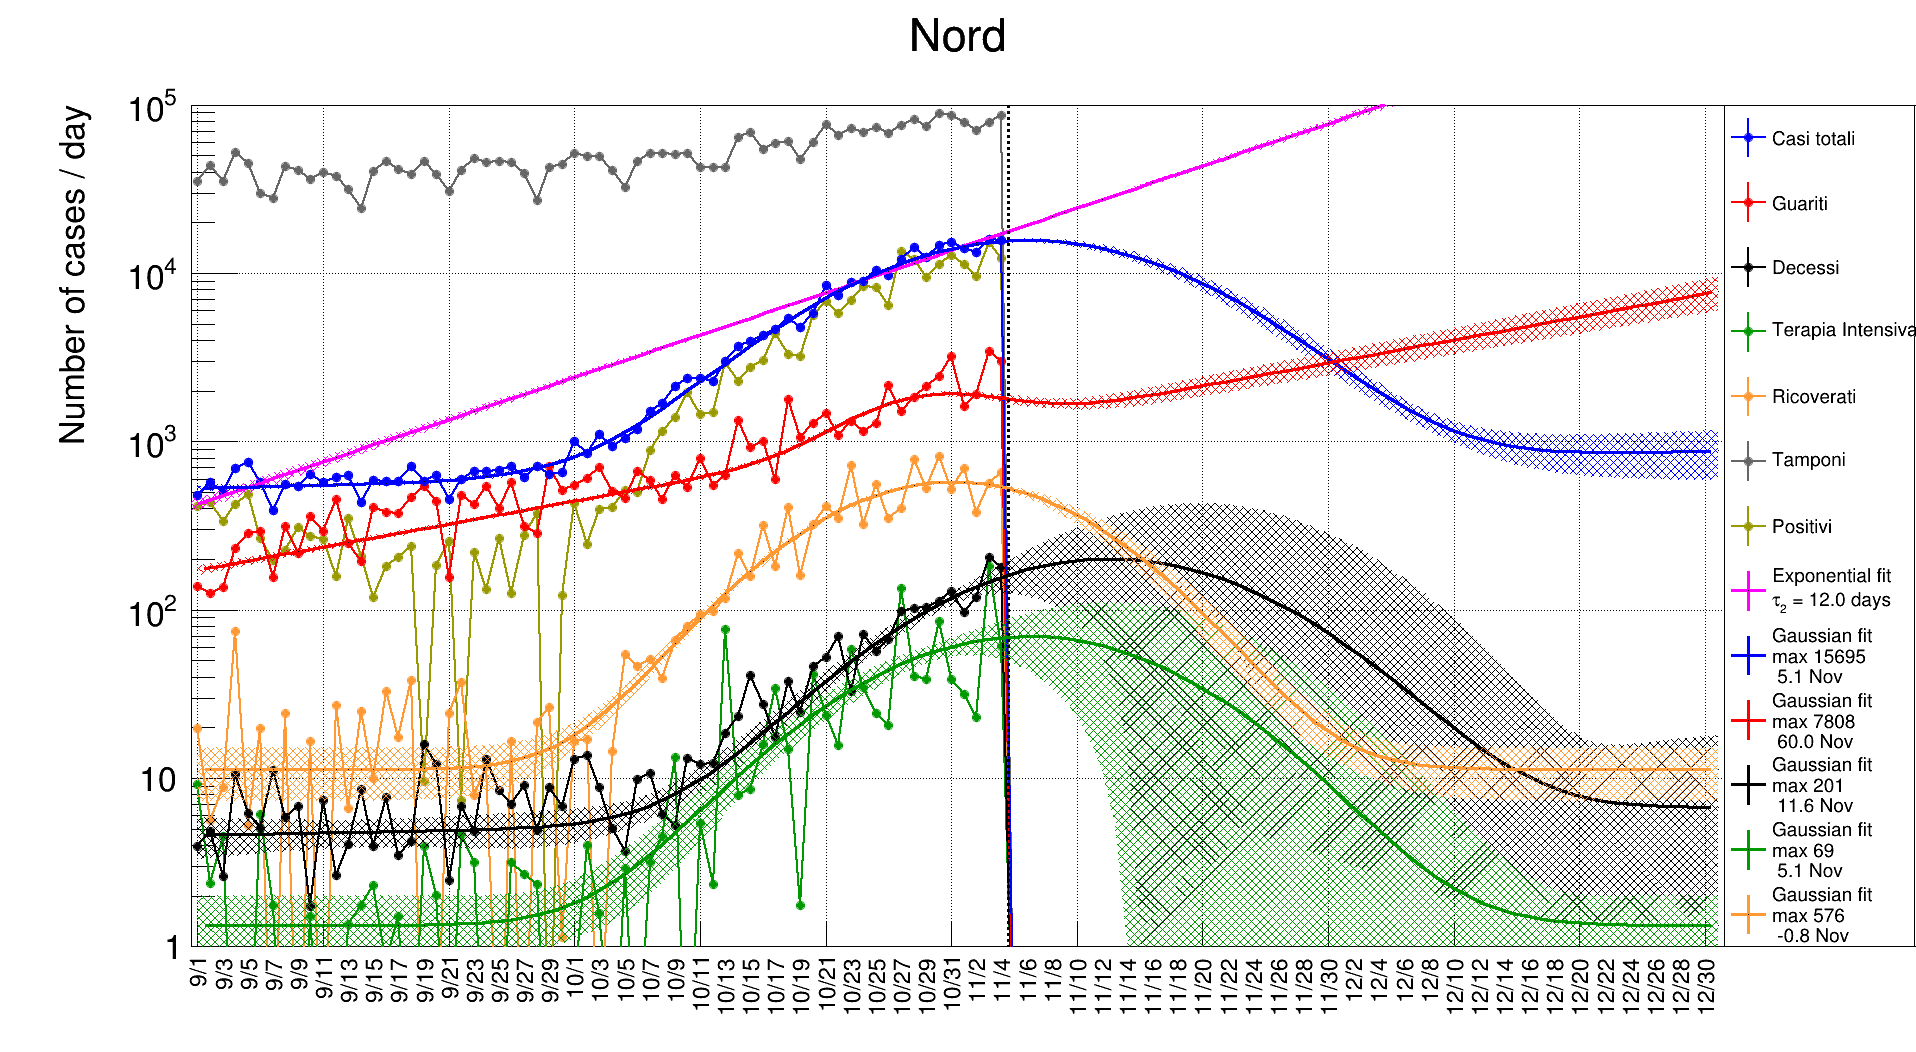 Nord
Number of cases / day
10^5
10^4
10^3
10^2
10
1
9/1 9/3 9/5 9/7 9/9 9/11 9/13 9/15 9/17 9/19 9/21 9/23 9/25 9/27 9/29 10/1 10/3 10/5 10/7 10/9 10/11 10/13 10/15 10/17 10/19 10/21 10/23 10/25 10/27 10/29 10/31 11/2 11/4 11/6 11/8 11/10 11/12 11/14 11/16 11/18 11/20 11/22 11/24 11/26 11/28 11/30 12/2 12/4 12/6 12/8 12/10 12/12 12/14 12/16 12/18 12/20 12/22 12/24 12/26 12/28 12/30
Casi totali
Guariti
Decessi
Terapia Intensiva
Ricoverati
Tamponi
Positivi
Exponential fit
τ₂ = 12.0 days
Gaussian fit
max 15695
5.1 Nov
Gaussian fit
max 7808
60.0 Nov
Gaussian fit
max 201
11.6 Nov
Gaussian fit
max 69
5.1 Nov
Gaussian fit
max 576
-0.8 Nov